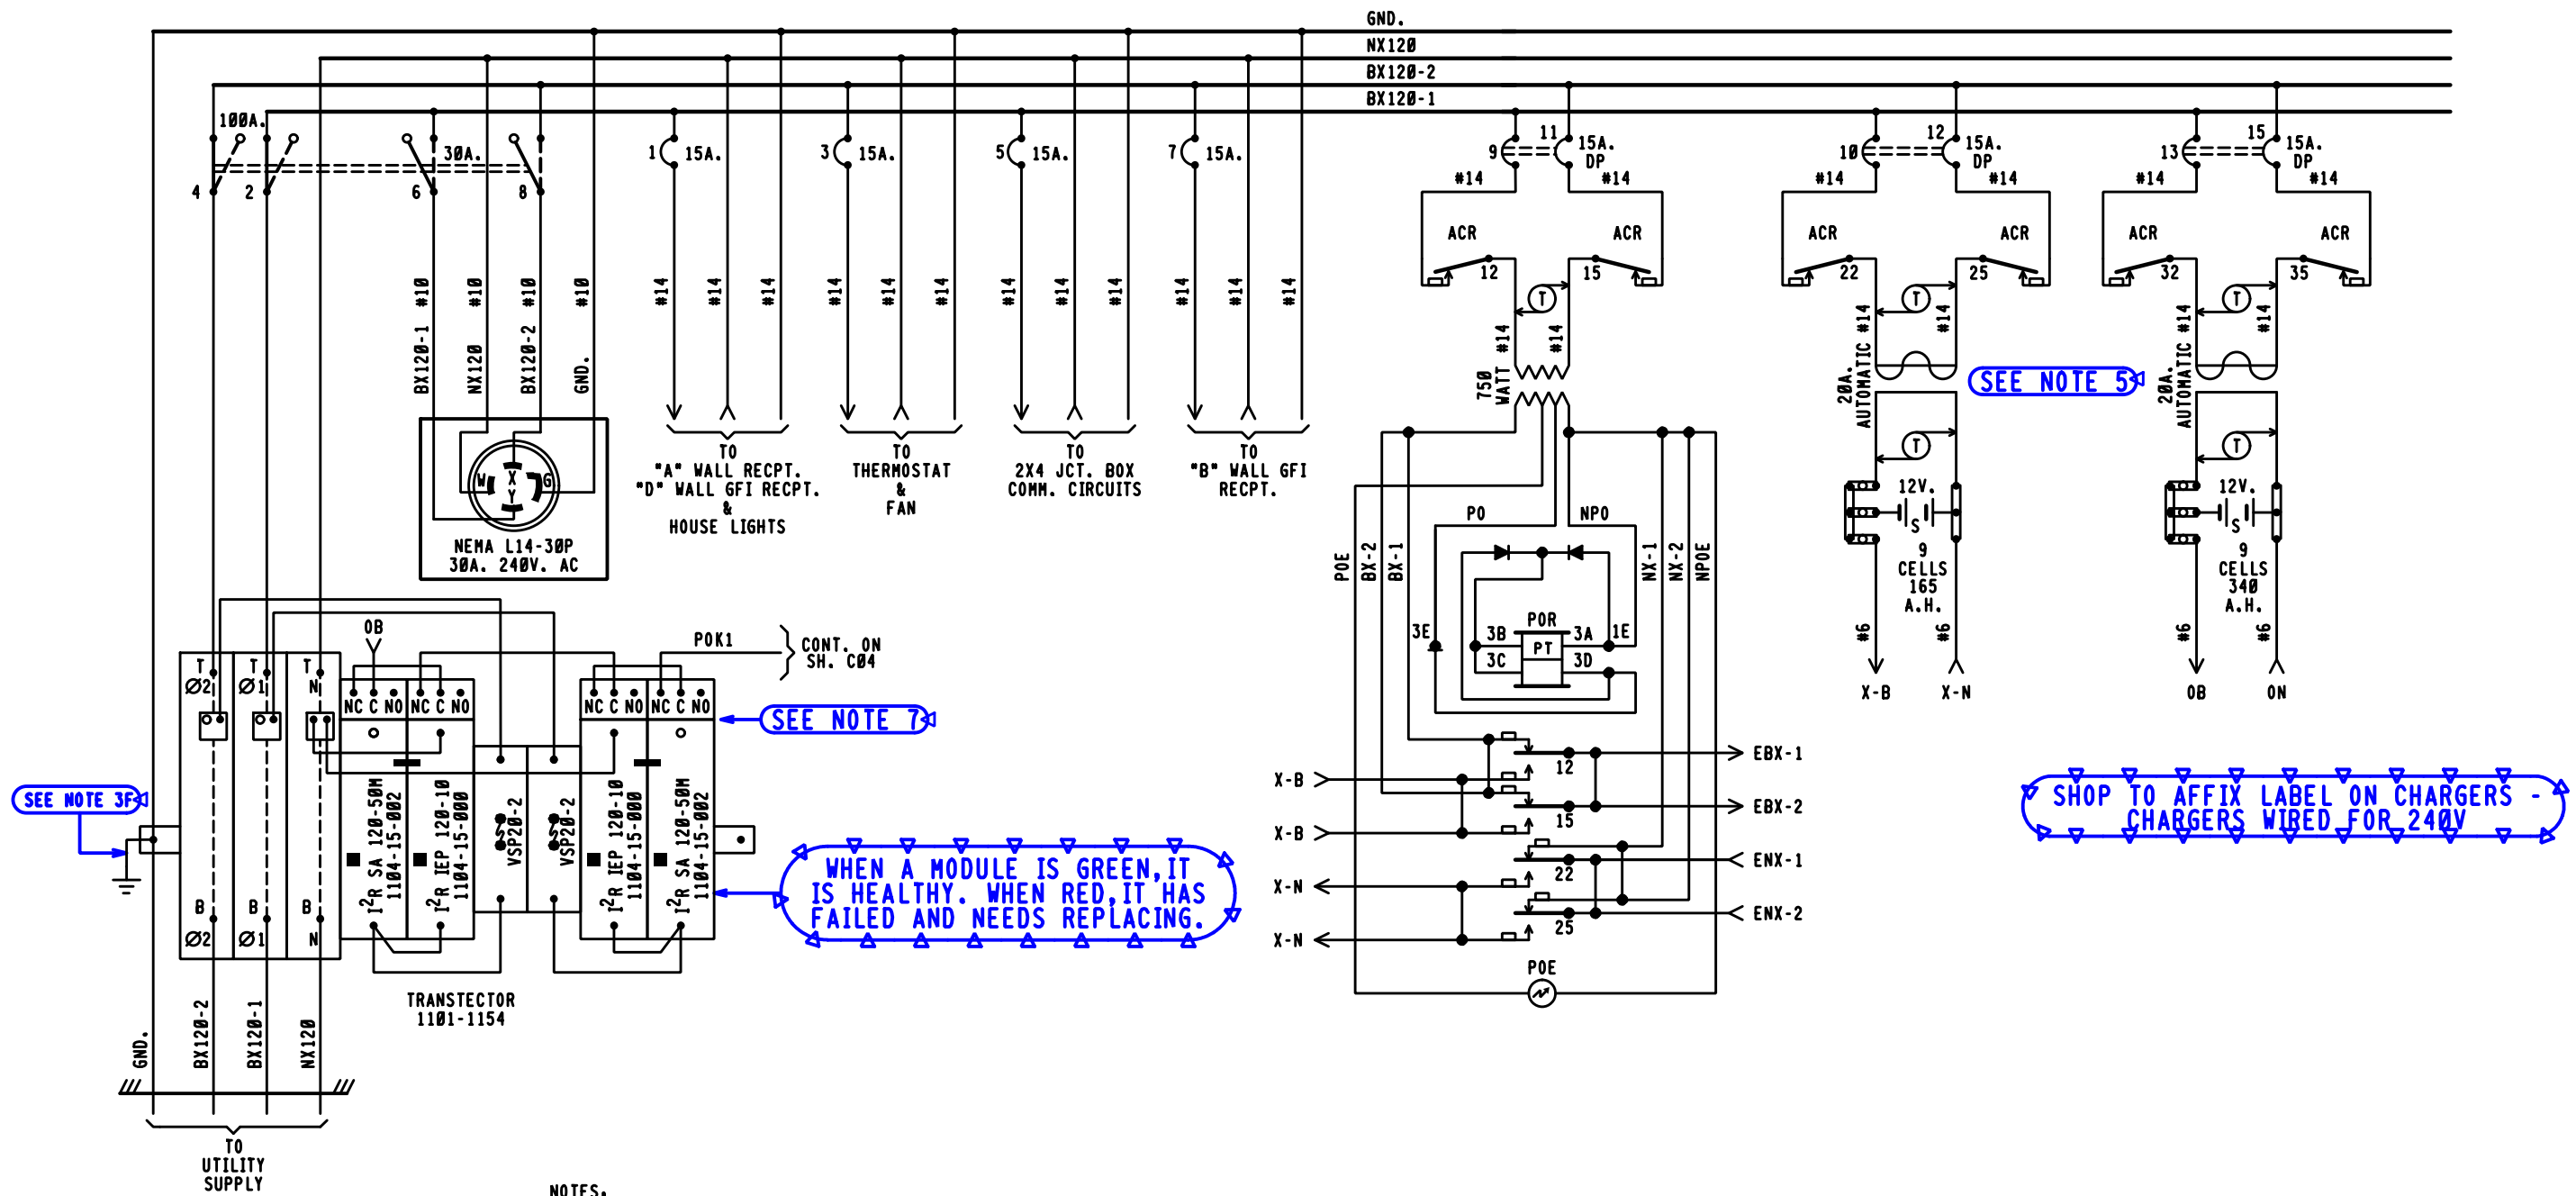 GND.
NX120
BX120-2
BX120-1
100A.
4
2
30A.
6
8
1
15A.
3
15A.
5
15A.
7
15A.
9
11
15A.
DP
10
12
15A.
DP
13
15
15A.
DP
#14
#14
#14
#14
#14
#14
ACR
ACR
ACR
ACR
ACR
ACR
12
15
22
25
32
35
T
T
T
BX120-1 #10
NX120 #10
BX120-2 #10
GND. #10
#14
#14
#14
#14
#14
#14
#14
#14
#14
#14
#14
#14
#14
#14
750
WATT
20A.
AUTOMATIC #14
#14
SEE NOTE 5
20A.
AUTOMATIC #14
#14
W
X
Y
G
NEMA L14-30P
30A. 240V. AC
TO
"A" WALL RECPT.
"D" WALL GFI RECPT.
&
HOUSE LIGHTS
TO
THERMOSTAT
&
FAN
TO
2X4 JCT. BOX
COMM. CIRCUITS
TO
"B" WALL GFI
RECPT.
T
T
12V.
S
9
CELLS
165
A.H.
#6
#6
X-B
X-N
12V.
S
9
CELLS
340
A.H.
#6
#6
OB
ON
POE
BX-2
BX-1
PO
NPO
NX-1
NX-2
NPOE
3E
3B
3C
POR
PT
3A
3D
1E
OB
POK1
CONT. ON
SH. C04
T
Ø2
T
Ø1
T
N
NC C NO
NC C NO
NC C NO
NC C NO
SEE NOTE 7
SEE NOTE 3F
I2R SA 120-50M
1104-15-002
I2R IEP 120-10
1104-15-000
VSP20-2
VSP20-2
I2R IEP 120-10
1104-15-000
I2R SA 120-50M
1104-15-002
B
Ø2
B
Ø1
B
N
WHEN A MODULE IS GREEN,IT
IS HEALTHY. WHEN RED,IT HAS
FAILED AND NEEDS REPLACING.
X-B
X-B
X-N
X-N
12
15
22
25
EBX-1
EBX-2
ENX-1
ENX-2
POE
SHOP TO AFFIX LABEL ON CHARGERS -
CHARGERS WIRED FOR 240V
TRANSTECTOR
1101-1154
GND.
BX120-2
BX120-1
NX120
TO
UTILITY
SUPPLY
NOTES.